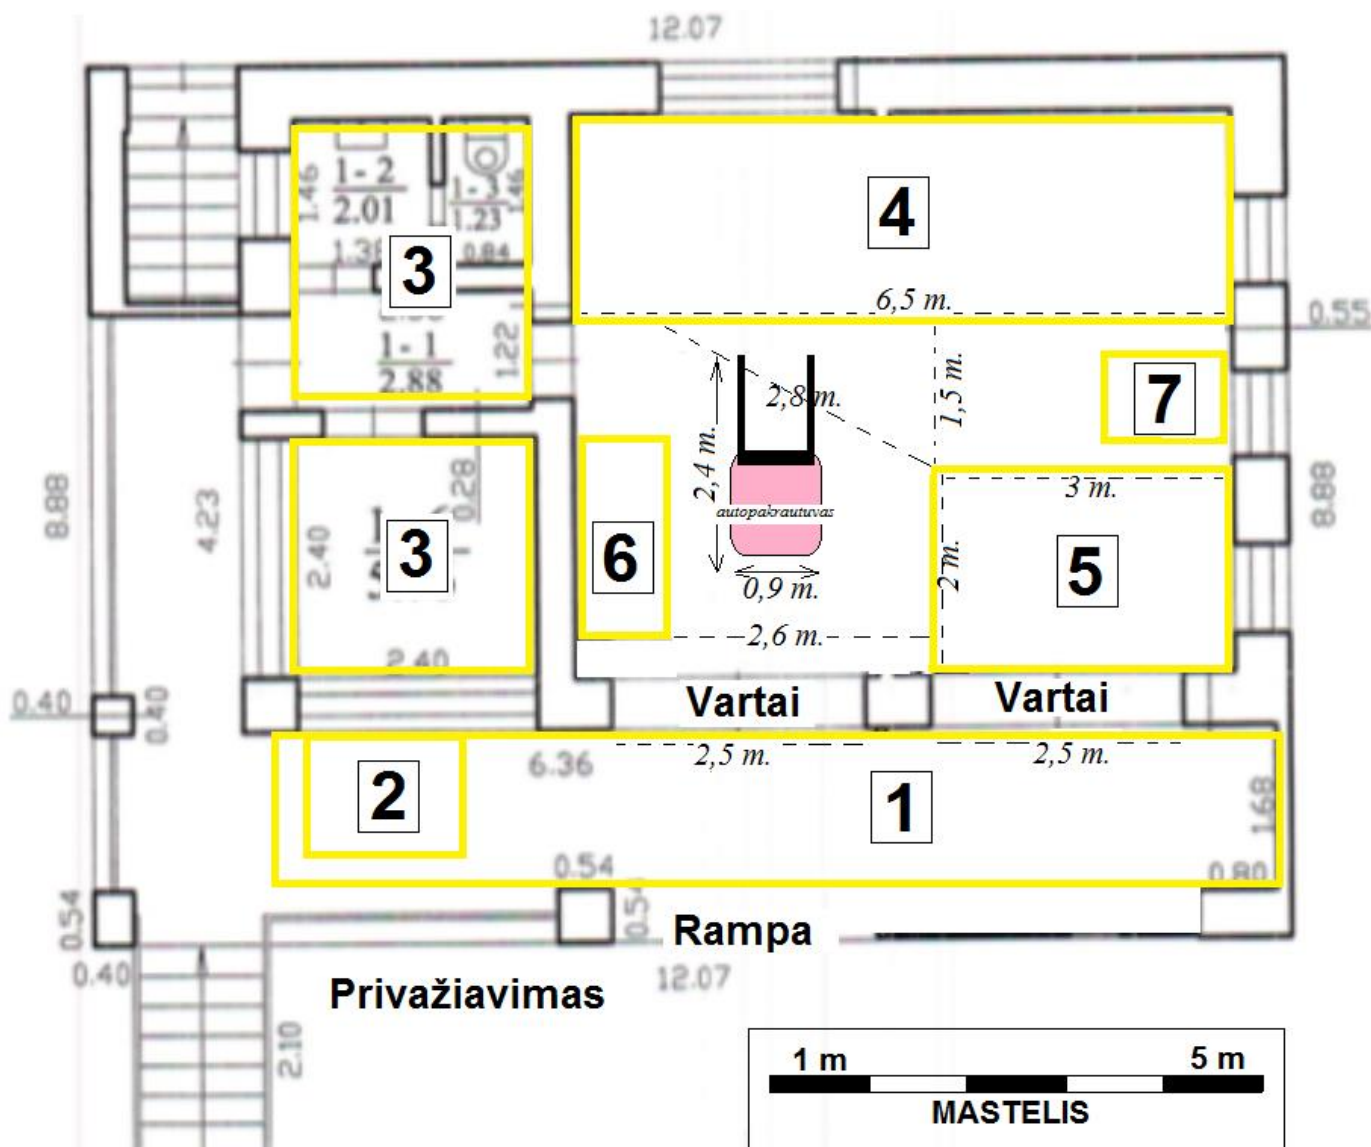 12.07
1-2
2.01
1.46
1-3
1.23
1.46
0.84
4
3
6,5 m.
0.55
1-1
2.88
1.22
2,8 m.
1,5 m.
7
2,4 m.
3 m.
8.88
4.23
0.28
2.40
3
autopakrautuvas
6
5
2 m.
8.88
0,9 m.
2,6 m.
2.40
0.40
0.40
Vartai
Vartai
6.36
2,5 m.
2,5 m.
2
1
1.68
0.54
0.80
0.54
0.54
Rampa
0.40
Privažiavimas
12.07
2.10
1 m
5 m
MASTELIS